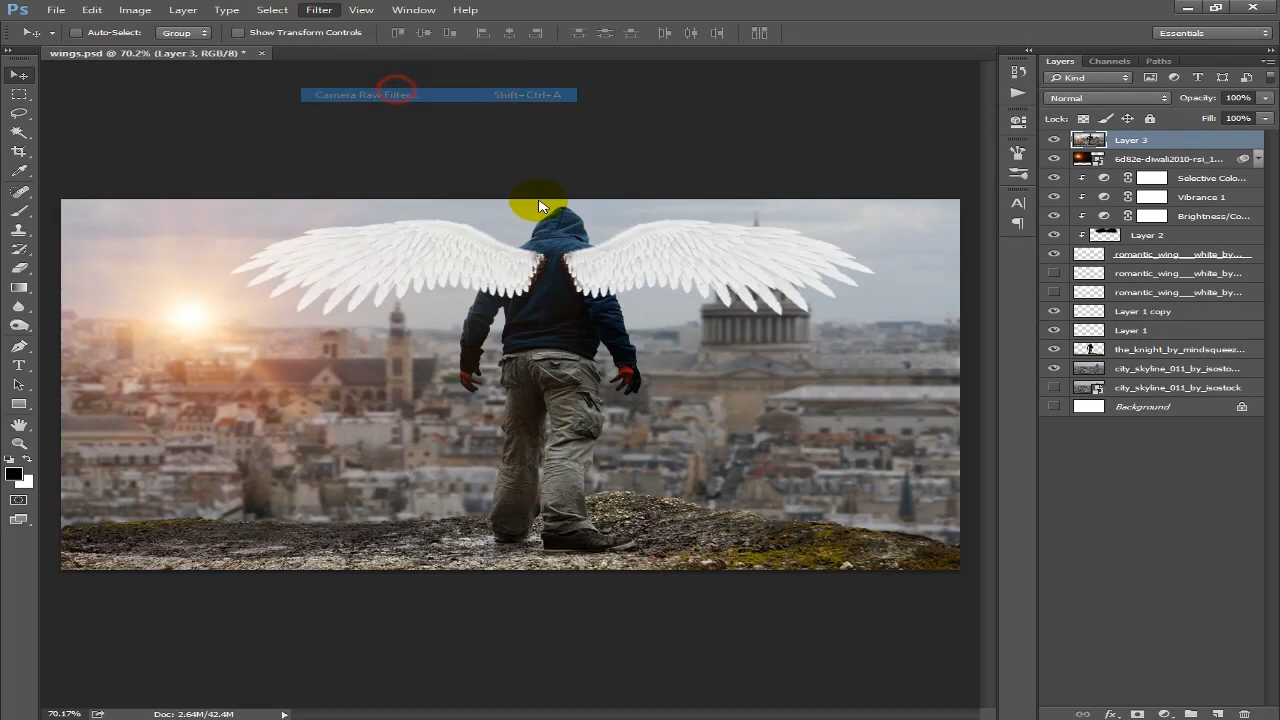 Ps File Edit Image Layer Type Select Filter View Window Help
Auto-Select: Group Show Transform Controls Essentials
wings.psd @ 70.2% (Layer 3, RGB/8) * ×
Layers Channels Paths
Camera Raw Filter... Shift+Ctrl+A
Kind
Normal Opacity: 100%
Lock: Fill: 100%
Layer 3
6d82e-diwali2010-rsi_1...
Selective Colo...
Vibrance 1
Brightness/Co...
Layer 2
romantic_wing___white_by...
romantic_wing___white_by...
romantic_wing___white_by...
Layer 1 copy
Layer 1
the_knight_by_mindsqueez...
city_skyline_011_by_isosto...
city_skyline_011_by_isostock
Background
70.17% Doc: 2.64M/42.4M